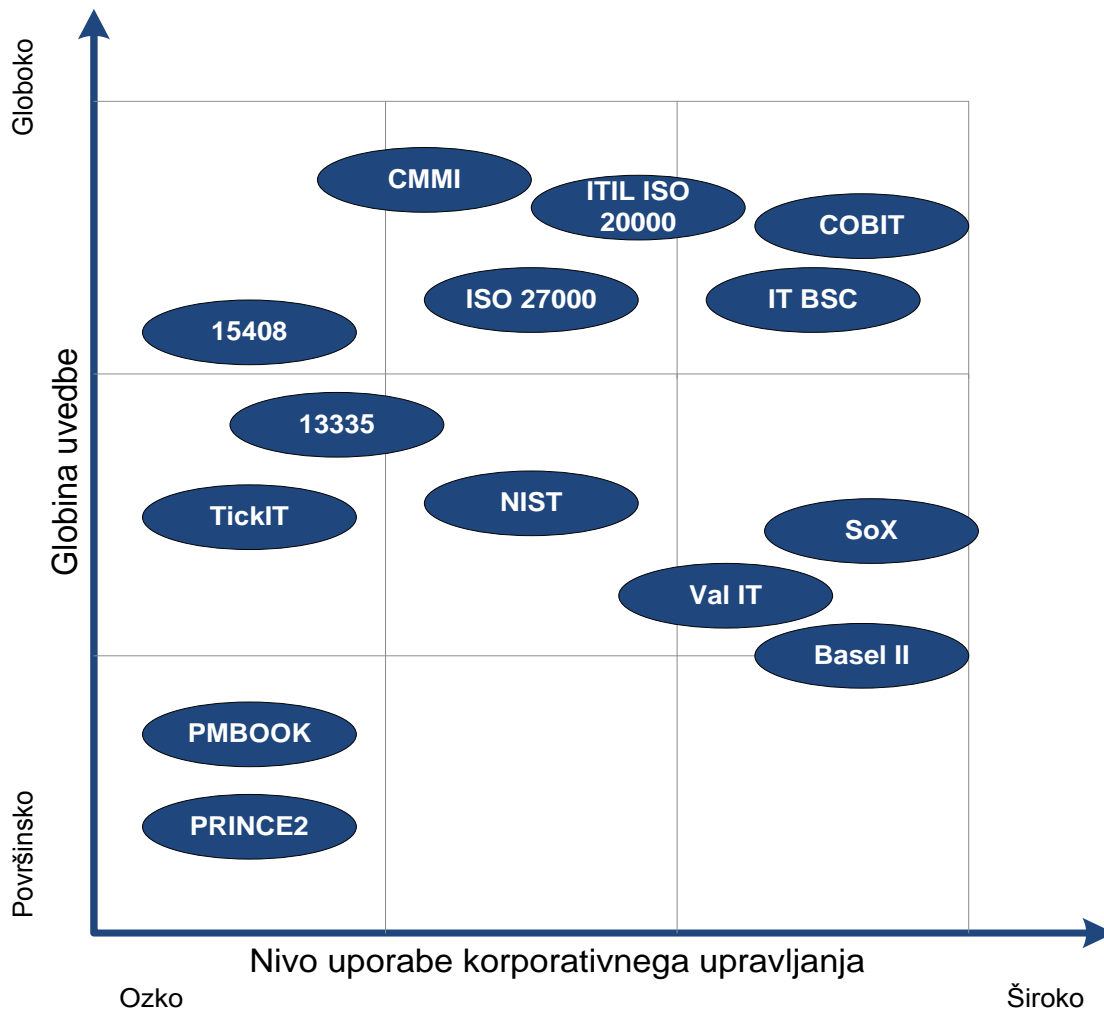 Globoko
CMMI
ITIL ISO
20000
COBIT
ISO 27000
IT BSC
15408
Globina uvedbe
13335
TickIT
NIST
SoX
Val IT
Basel II
PMBOOK
PRINCE2
Površinsko
Nivo uporabe korporativnega upravljanja
Ozko
Široko